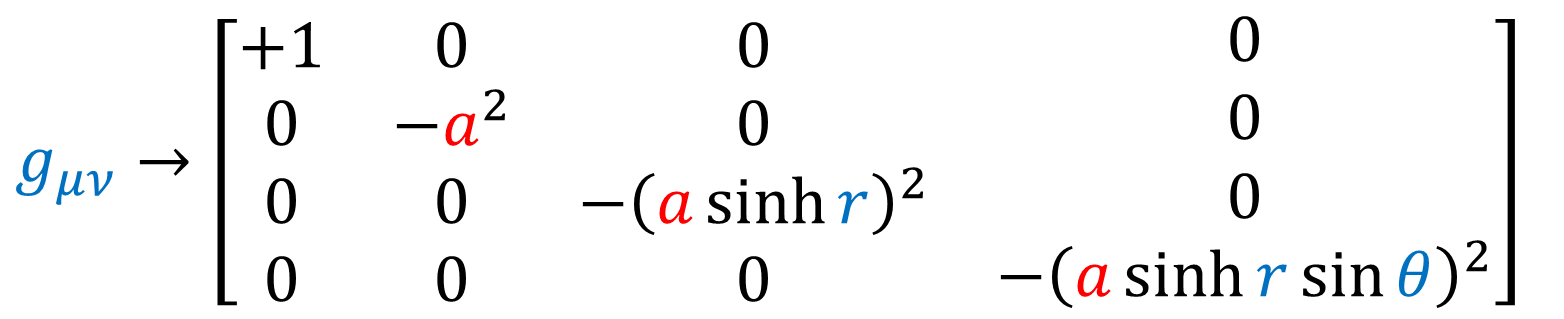 g_μν → [ +1 0 0 0
0 −a² 0 0
0 0 −(a sinh r)² 0
0 0 0 −(a sinh r sin θ)² ]